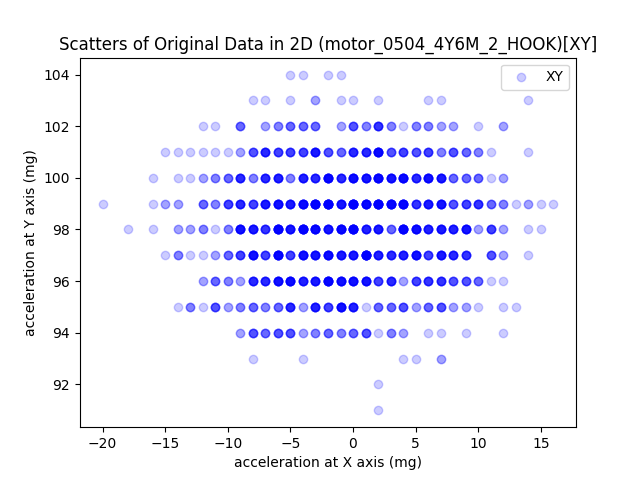 Scatters of Original Data in 2D (motor_0504_4Y6M_2_HOOK)[XY]
XY
acceleration at Y axis (mg)
104
102
100
98
96
94
92
−20 −15 −10 −5 0 5 10 15
acceleration at X axis (mg)